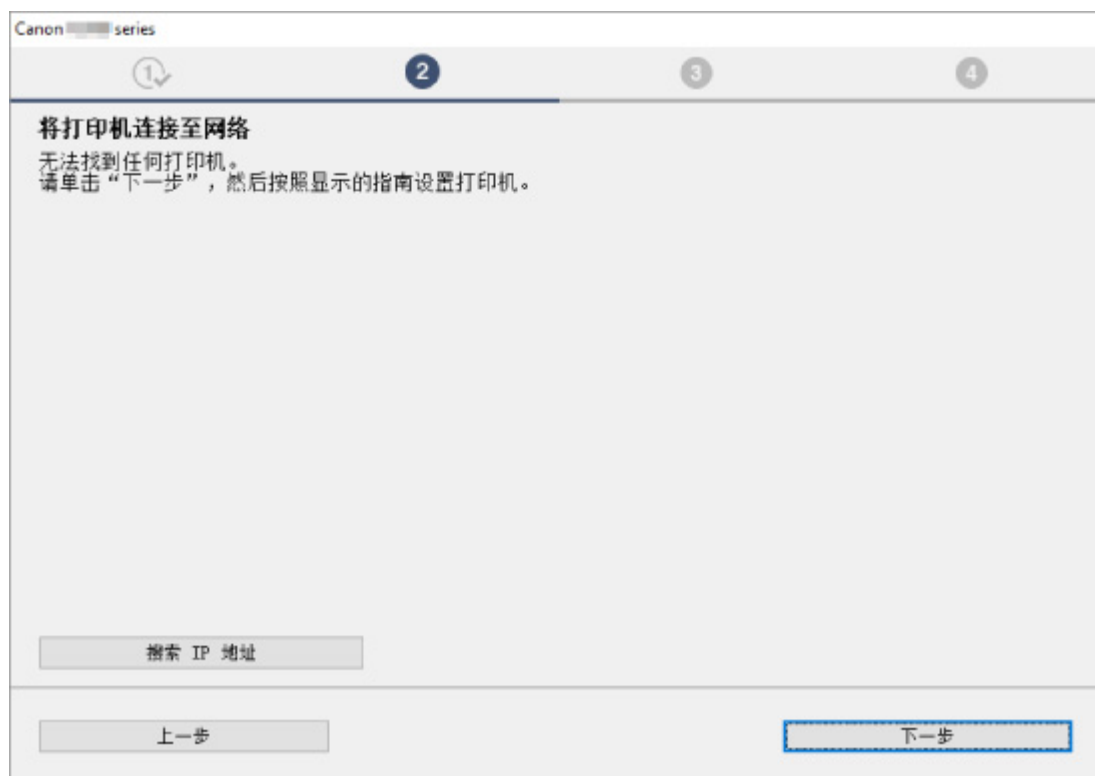 Canon series
1 2 3 4
将打印机连接至网络
无法找到任何打印机。
请单击“下一步”，然后按照显示的指南设置打印机。
搜索 IP 地址
上一步
下一步